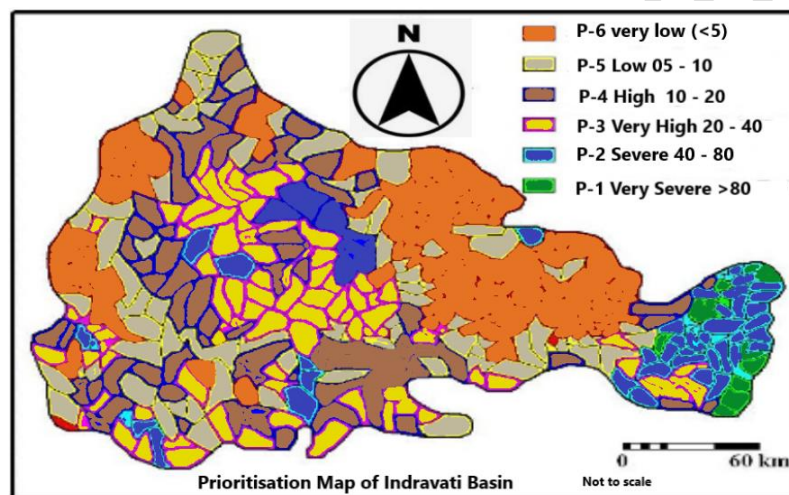 N
P-6 very low (<5)
P-5 Low 05 - 10
P-4 High 10 - 20
P-3 Very High 20 - 40
P-2 Severe 40 - 80
P-1 Very Severe >80
0 60 km
Prioritisation Map of Indravati Basin
Not to scale